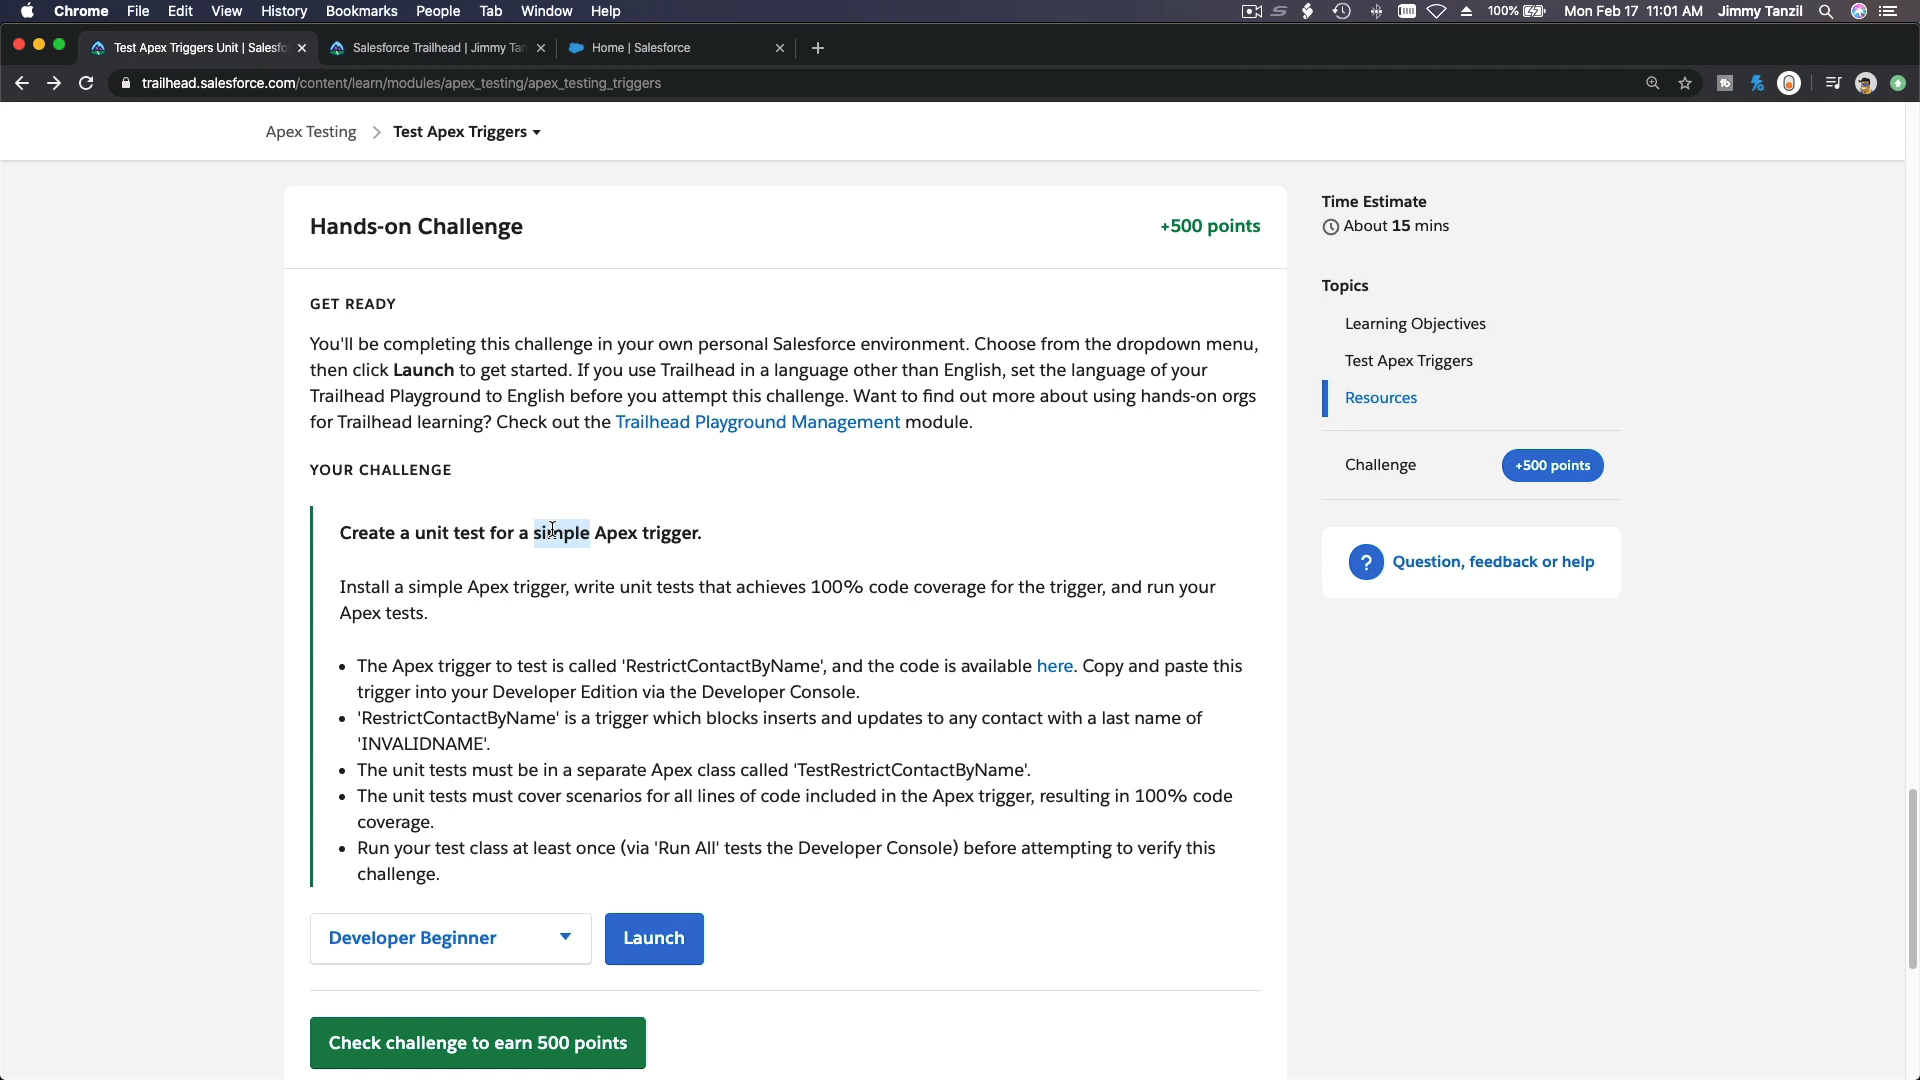 Chrome File Edit View History Bookmarks People Tab Window Help 100% Mon Feb 17 11:01 AM Jimmy Tanzil
Test Apex Triggers Unit | Salesfo Salesforce Trailhead | Jimmy Tan Home | Salesforce
trailhead.salesforce.com/content/learn/modules/apex_testing/apex_testing_triggers
Apex Testing > Test Apex Triggers
Hands-on Challenge +500 points
GET READY
You'll be completing this challenge in your own personal Salesforce environment. Choose from the dropdown menu,
then click Launch to get started. If you use Trailhead in a language other than English, set the language of your
Trailhead Playground to English before you attempt this challenge. Want to find out more about using hands-on orgs
for Trailhead learning? Check out the Trailhead Playground Management module.
YOUR CHALLENGE
Create a unit test for a simple Apex trigger.
Install a simple Apex trigger, write unit tests that achieves 100% code coverage for the trigger, and run your
Apex tests.
• The Apex trigger to test is called 'RestrictContactByName', and the code is available here. Copy and paste this
trigger into your Developer Edition via the Developer Console.
• 'RestrictContactByName' is a trigger which blocks inserts and updates to any contact with a last name of
'INVALIDNAME'.
• The unit tests must be in a separate Apex class called 'TestRestrictContactByName'.
• The unit tests must cover scenarios for all lines of code included in the Apex trigger, resulting in 100% code
coverage.
• Run your test class at least once (via 'Run All' tests the Developer Console) before attempting to verify this
challenge.
Developer Beginner Launch
Check challenge to earn 500 points
Time Estimate
About 15 mins
Topics
Learning Objectives
Test Apex Triggers
Resources
Challenge +500 points
? Question, feedback or help